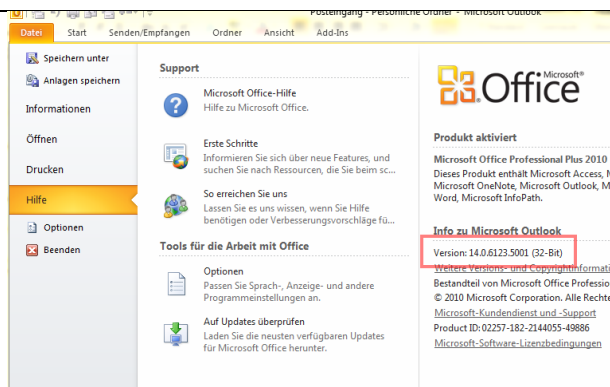 Posteingang - Persönliche Ordner - Microsoft Outlook
Datei Start Senden/Empfangen Ordner Ansicht Add-Ins
Speichern unter
Anlagen speichern
Informationen
Öffnen
Drucken
Hilfe
Optionen
Beenden
Support
Microsoft Office-Hilfe
Hilfe zu Microsoft Office.
Erste Schritte
Informieren Sie sich über neue Features, und
suchen Sie nach Ressourcen, die Sie beim sc...
So erreichen Sie uns
Lassen Sie es uns wissen, wenn Sie Hilfe
benötigen oder Verbesserungsvorschläge fü...
Tools für die Arbeit mit Office
Optionen
Passen Sie Sprach-, Anzeige- und andere
Programmeinstellungen an.
Auf Updates überprüfen
Laden Sie die neusten verfügbaren Updates
für Microsoft Office herunter.
Microsoft®
Office
Produkt aktiviert
Microsoft Office Professional Plus 2010
Dieses Produkt enthält Microsoft Access, M
Microsoft OneNote, Microsoft Outlook, M
Word, Microsoft InfoPath.
Info zu Microsoft Outlook
Version: 14.0.6123.5001 (32-Bit)
Weitere Versions- und Copyrightinformati
Bestandteil von Microsoft Office Professio
© 2010 Microsoft Corporation. Alle Rechte
Microsoft-Kundendienst und -Support
Product ID: 02257-182-2144055-49886
Microsoft-Software-Lizenzbedingungen